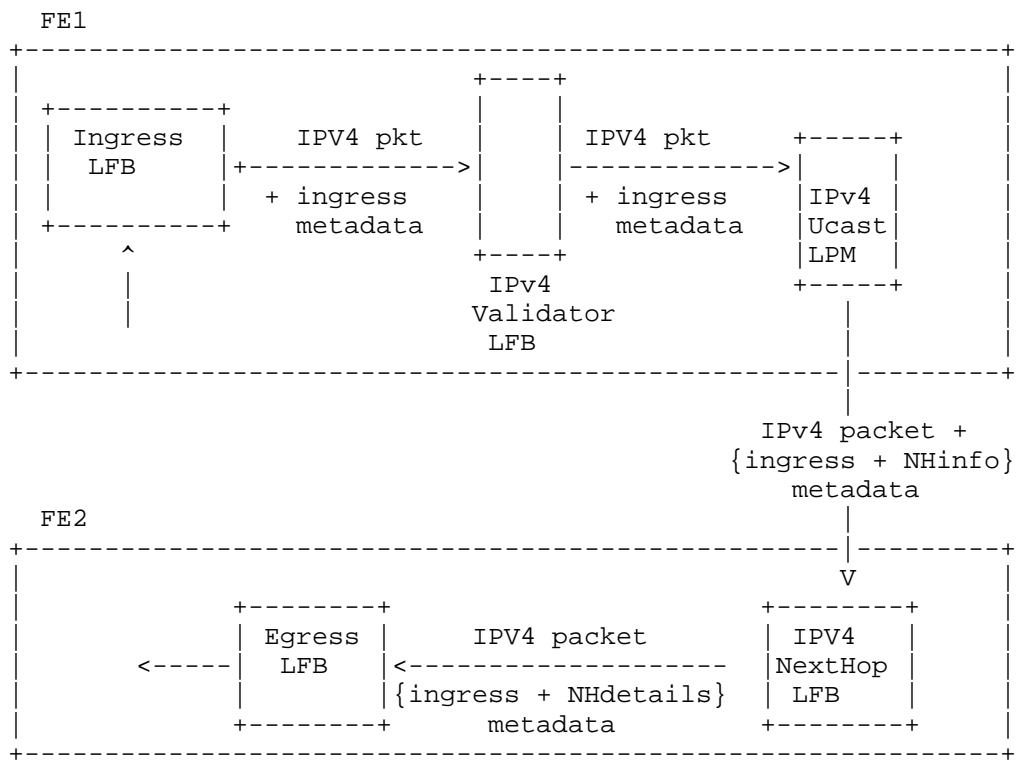 FE1
Ingress IPV4 pkt IPV4 pkt
LFB
+ ingress + ingress IPv4
metadata metadata Ucast
LPM
IPv4
Validator
LFB
IPv4 packet +
{ingress + NHinfo}
metadata
FE2
V
Egress IPV4 packet IPV4
LFB NextHop
{ingress + NHdetails} LFB
metadata